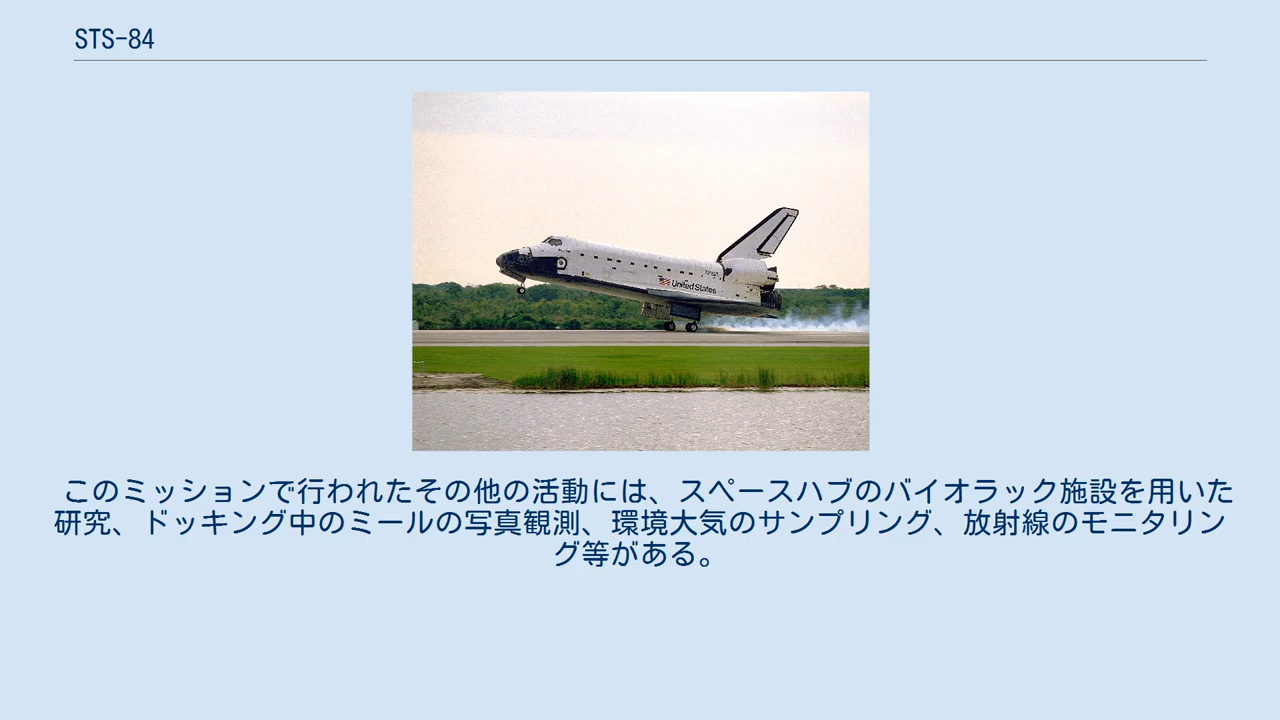 STS-84
United States
このミッションで行われたその他の活動には、スペースハブのバイオラック施設を用いた
研究、ドッキング中のミールの写真観測、環境大気のサンプリング、放射線のモニタリン
グ等がある。